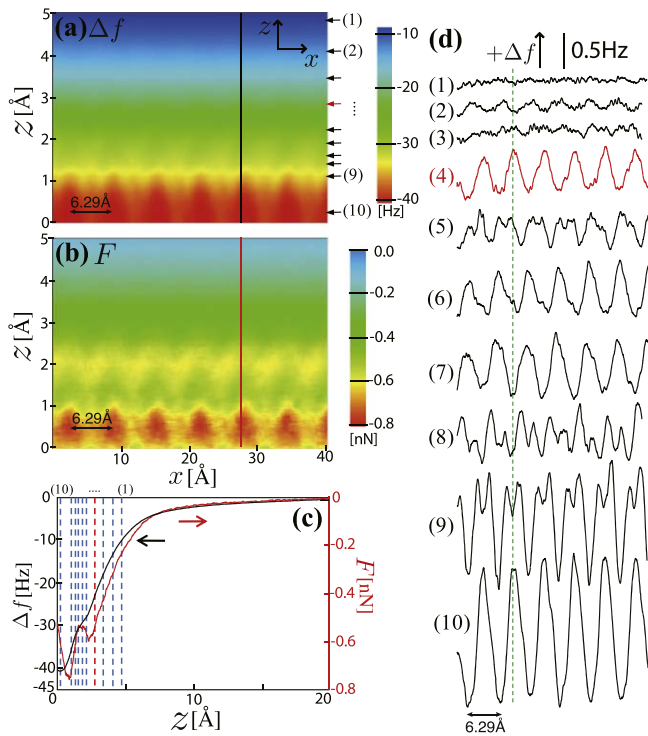 (a) Δf
z
x
z[Å]
5
4
3
2
1
0
6.29Å
(1)
(2)
....
(9)
(10)
-10
-20
-30
-40
[Hz]
(b) F
z[Å]
5
4
3
2
1
0
6.29Å
0 10 20 30 40
x[Å]
0.0
-0.2
-0.4
-0.6
-0.8
[nN]
(10) .... (1)
(c)
Δf[Hz]
0
-10
-20
-30
-40
-45
0 5 10 20
z[Å]
0
-0.2
-0.4
-0.6
-0.8
F[nN]
(d)
+Δf
0.5Hz
(1)
(2)
(3)
(4)
(5)
(6)
(7)
(8)
(9)
(10)
6.29Å